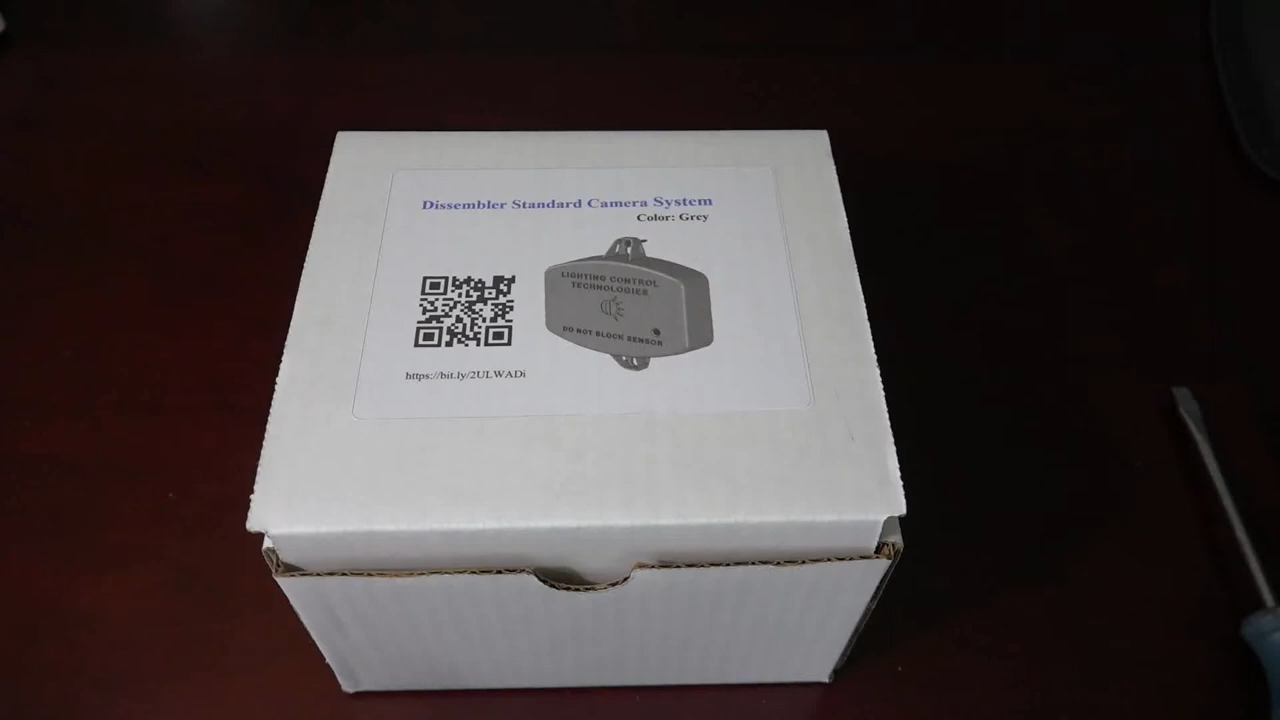 Dissembler Standard Camera System
Color: Grey
LIGHTING CONTROL
TECHNOLOGIES
DO NOT BLOCK SENSOR
https://bit.ly/2ULWADi